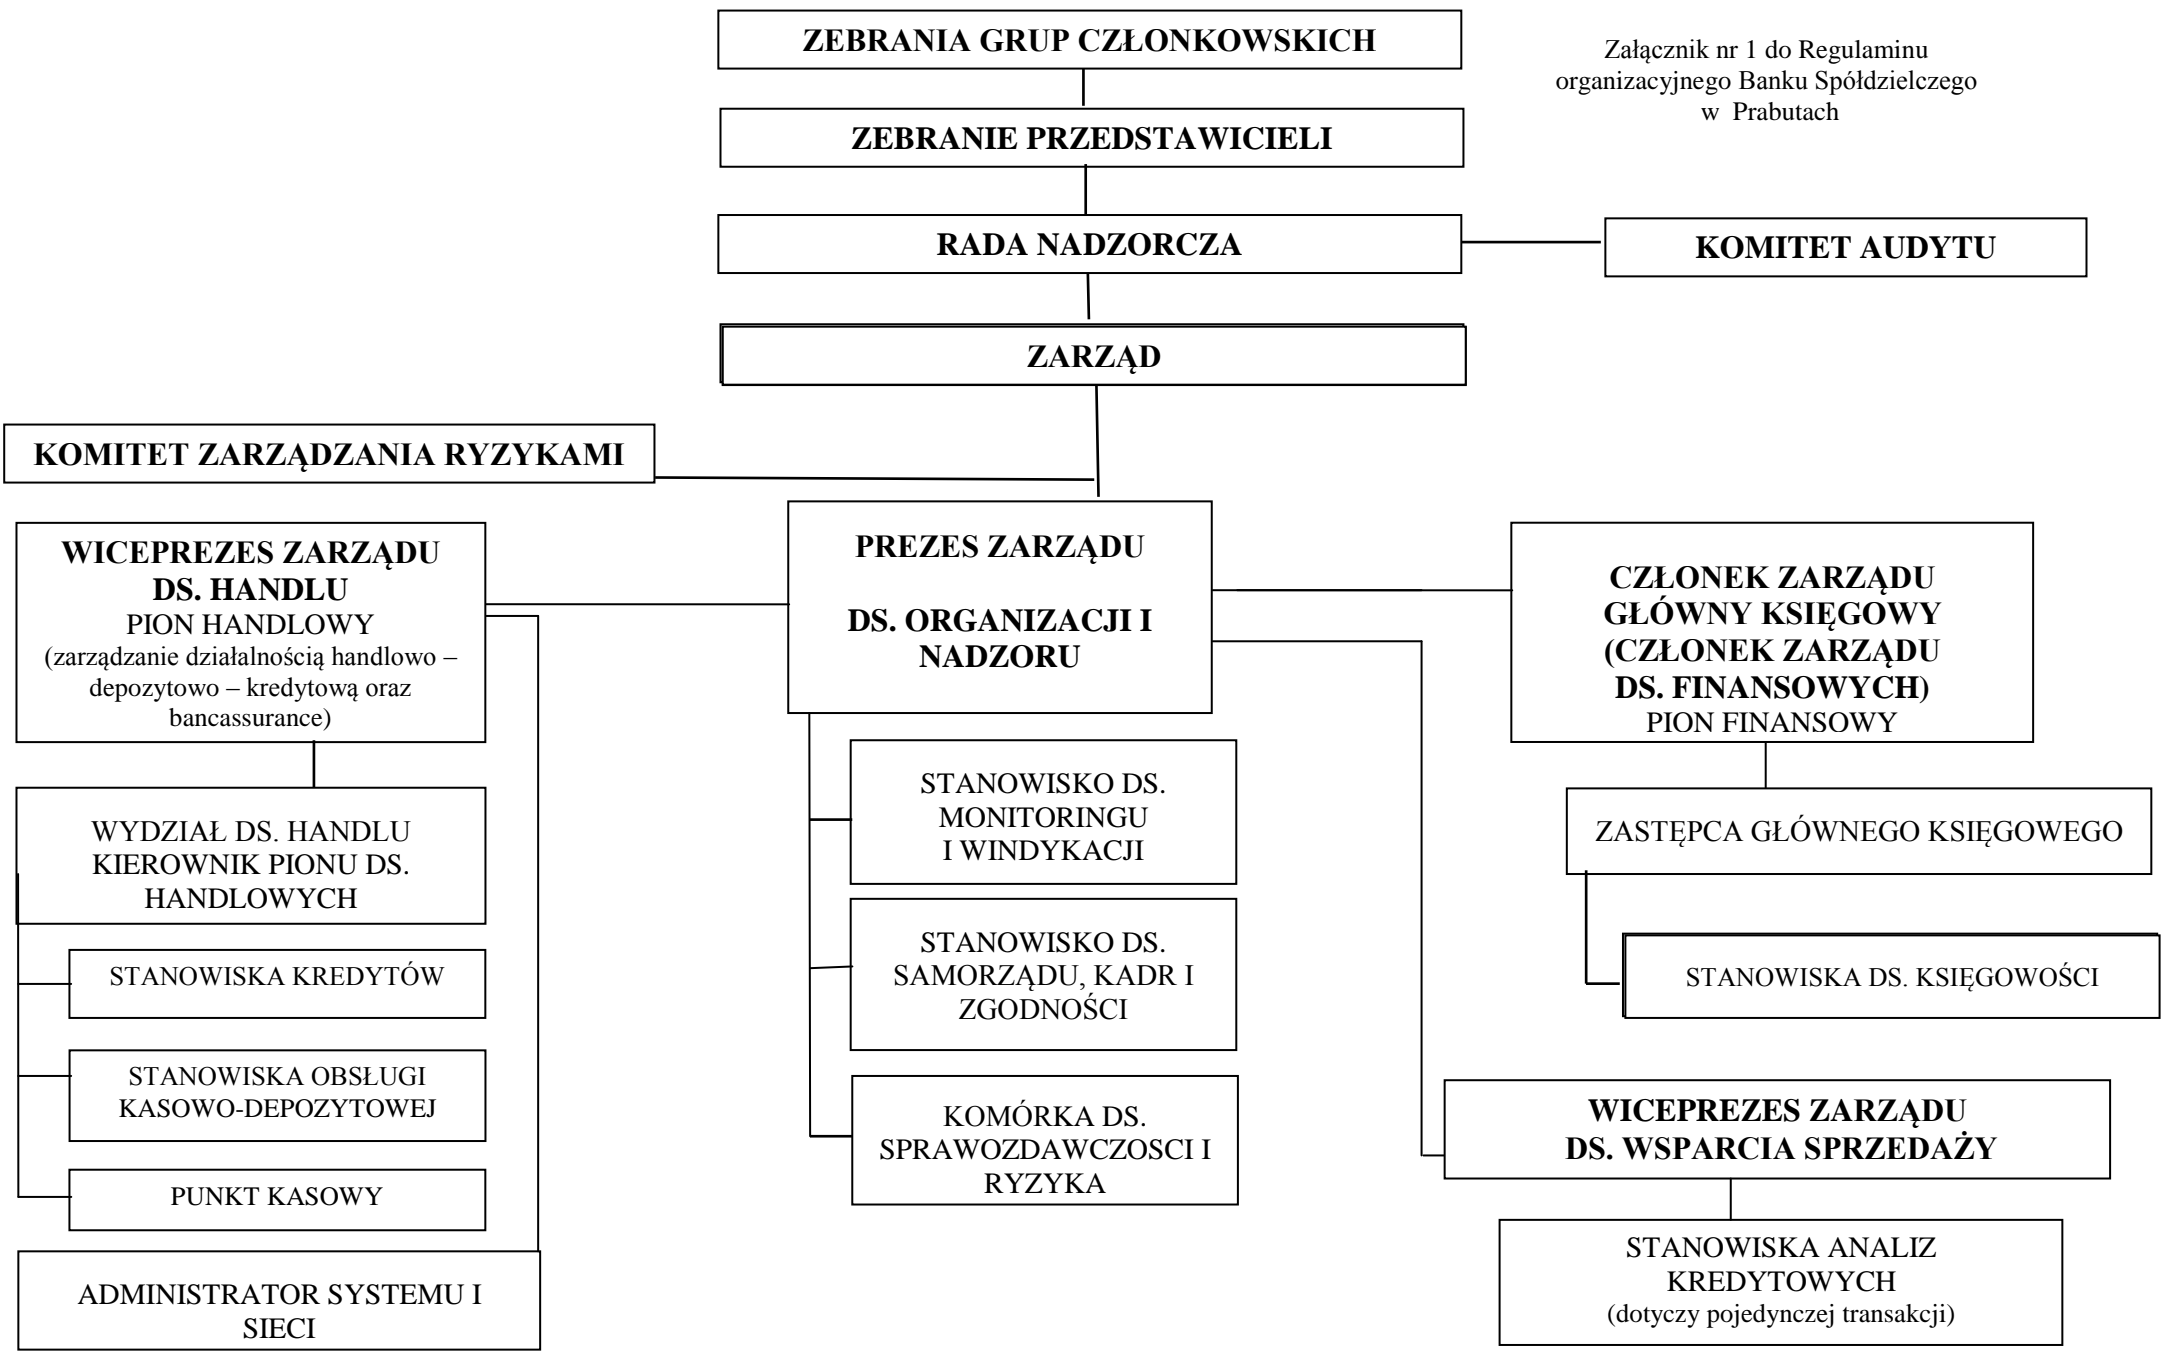 ZEBRANIA GRUP CZŁONKOWSKICH
Załącznik nr 1 do Regulaminu
organizacyjnego Banku Spółdzielczego
w Prabutach
ZEBRANIE PRZEDSTAWICIELI
RADA NADZORCZA
KOMITET AUDYTU
ZARZĄD
KOMITET ZARZĄDZANIA RYZYKAMI
WICEPREZES ZARZĄDU
DS. HANDLU
PION HANDLOWY
(zarządzanie działalnością handlowo –
depozytowo – kredytową oraz
bancassurance)
PREZES ZARZĄDU
DS. ORGANIZACJI I
NADZORU
CZŁONEK ZARZĄDU
GŁÓWNY KSIĘGOWY
(CZŁONEK ZARZĄDU
DS. FINANSOWYCH)
PION FINANSOWY
WYDZIAŁ DS. HANDLU
KIEROWNIK PIONU DS.
HANDLOWYCH
STANOWISKA KREDYTÓW
STANOWISKA OBSŁUGI
KASOWO-DEPOZYTOWEJ
PUNKT KASOWY
ADMINISTRATOR SYSTEMU I
SIECI
STANOWISKO DS.
MONITORINGU
I WINDYKACJI
STANOWISKO DS.
SAMORZĄDU, KADR I
ZGODNOŚCI
KOMÓRKA DS.
SPRAWOZDAWCZOSCI I
RYZYKA
ZASTĘPCA GŁÓWNEGO KSIĘGOWEGO
STANOWISKA DS. KSIĘGOWOŚCI
WICEPREZES ZARZĄDU
DS. WSPARCIA SPRZEDAŻY
STANOWISKA ANALIZ
KREDYTOWYCH
(dotyczy pojedynczej transakcji)